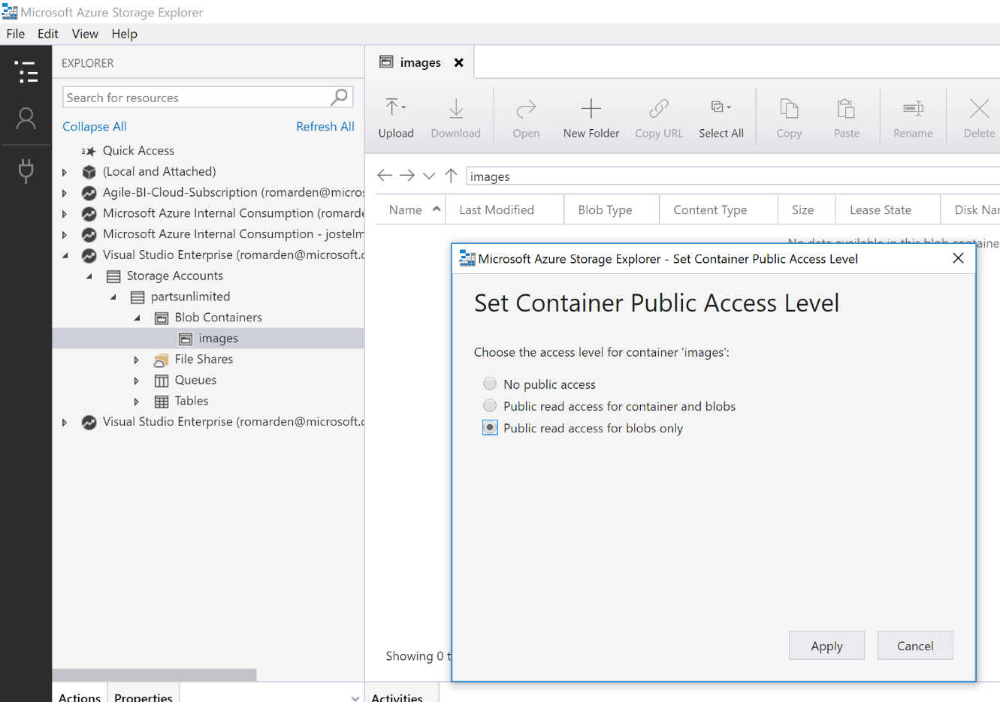 Microsoft Azure Storage Explorer
File Edit View Help
EXPLORER
Search for resources
Collapse All Refresh All
Quick Access
(Local and Attached)
Agile-BI-Cloud-Subscription (romarden@micros
Microsoft Azure Internal Consumption (romarde
Microsoft Azure Internal Consumption - jostelm
Visual Studio Enterprise (romarden@microsoft.c
Storage Accounts
partsunlimited
Blob Containers
images
File Shares
Queues
Tables
Visual Studio Enterprise (romarden@microsoft.c
Actions Properties
images
Upload Download Open New Folder Copy URL Select All Copy Paste Rename Delete
images
Name Last Modified Blob Type Content Type Size Lease State Disk Nar
No data available in this blob containe
Microsoft Azure Storage Explorer - Set Container Public Access Level
Set Container Public Access Level
Choose the access level for container 'images':
No public access
Public read access for container and blobs
Public read access for blobs only
Apply Cancel
Showing 0 t
Activities